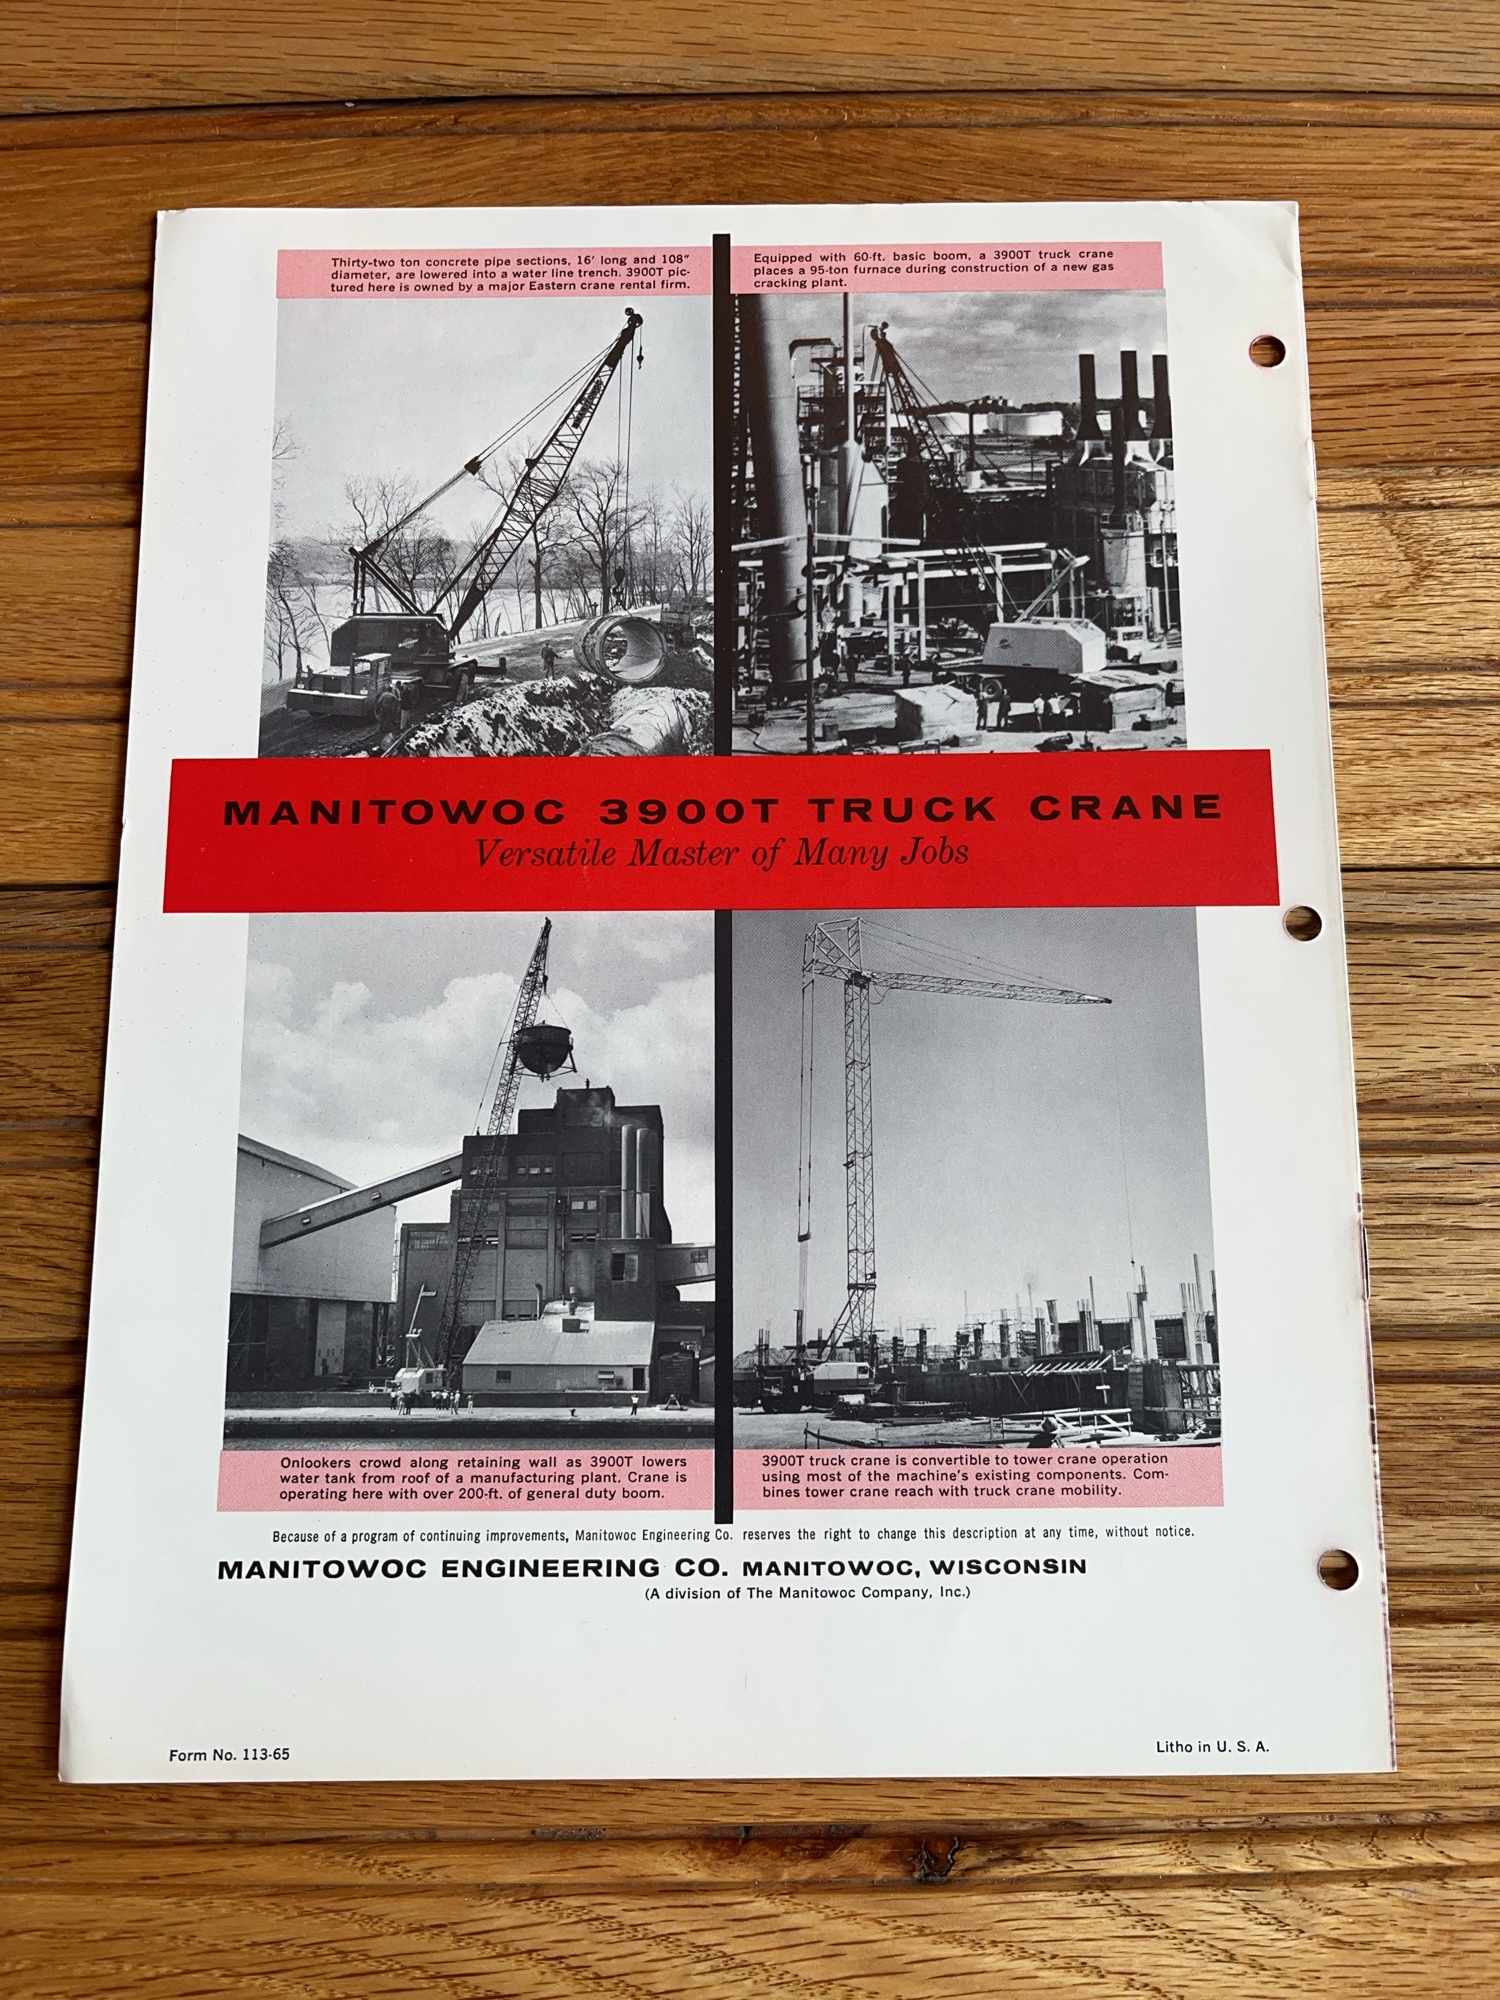 Thirty-two ton concrete pipe sections, 16' long and 108"
diameter, are lowered into a water line trench. 3900T pic-
tured here is owned by a major Eastern crane rental firm.
Equipped with 60-ft. basic boom, a 3900T truck crane
places a 95-ton furnace during construction of a new gas
cracking plant.
MANITOWOC 3900T TRUCK CRANE
Versatile Master of Many Jobs
Onlookers crowd along retaining wall as 3900T lowers
water tank from roof of a manufacturing plant. Crane is
operating here with over 200-ft. of general duty boom.
3900T truck crane is convertible to tower crane operation
using most of the machine's existing components. Com-
bines tower crane reach with truck crane mobility.
Because of a program of continuing improvements, Manitowoc Engineering Co. reserves the right to change this description at any time, without notice.
MANITOWOC ENGINEERING CO. MANITOWOC, WISCONSIN
(A division of The Manitowoc Company, Inc.)
Form No. 113-65
Litho in U. S. A.